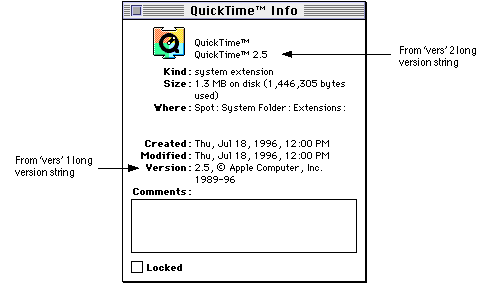 QuickTime™ Info
QuickTime™
QuickTime™ 2.5
From ‘vers’ 2 long
version string
Kind: system extension
Size: 1.3 MB on disk (1,446,305 bytes
used)
Where: Spot: System Folder: Extensions:
Created: Thu, Jul 18, 1996, 12:00 PM
Modified: Thu, Jul 18, 1996, 12:00 PM
From ‘vers’ 1 long
version string
Version: 2.5, © Apple Computer, Inc.
1989-96
Comments:
Locked